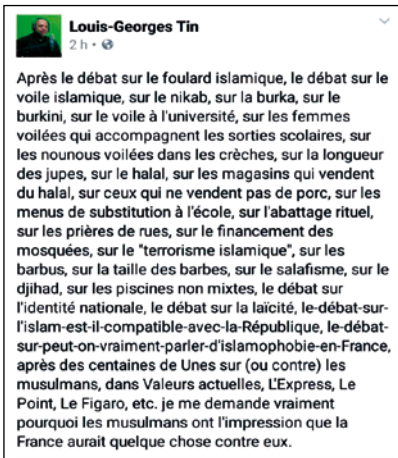 Louis-Georges Tin
2 h •
Après le débat sur le foulard islamique, le débat sur le
voile islamique, sur le nikab, sur la burka, sur le
burkini, sur le voile à l'université, sur les femmes
voilées qui accompagnent les sorties scolaires, sur
les nounous voilées dans les crèches, sur la longueur
des jupes, sur le halal, sur les magasins qui vendent
du halal, sur ceux qui ne vendent pas de porc, sur les
menus de substitution à l'école, sur l'abattage rituel,
sur les prières de rues, sur le financement des
mosquées, sur le "terrorisme islamique", sur les
barbus, sur la taille des barbes, sur le salafisme, sur le
djihad, sur les piscines non mixtes, le débat sur
l'identité nationale, le débat sur la laïcité, le-débat-sur-
l'islam-est-il-compatible-avec-la-République, le-débat-
sur-peut-on-vraiment-parler-d'islamophobie-en-France,
après des centaines de Unes sur (ou contre) les
musulmans, dans Valeurs actuelles, L'Express, Le
Point, Le Figaro, etc. je me demande vraiment
pourquoi les musulmans ont l'impression que la
France aurait quelque chose contre eux.